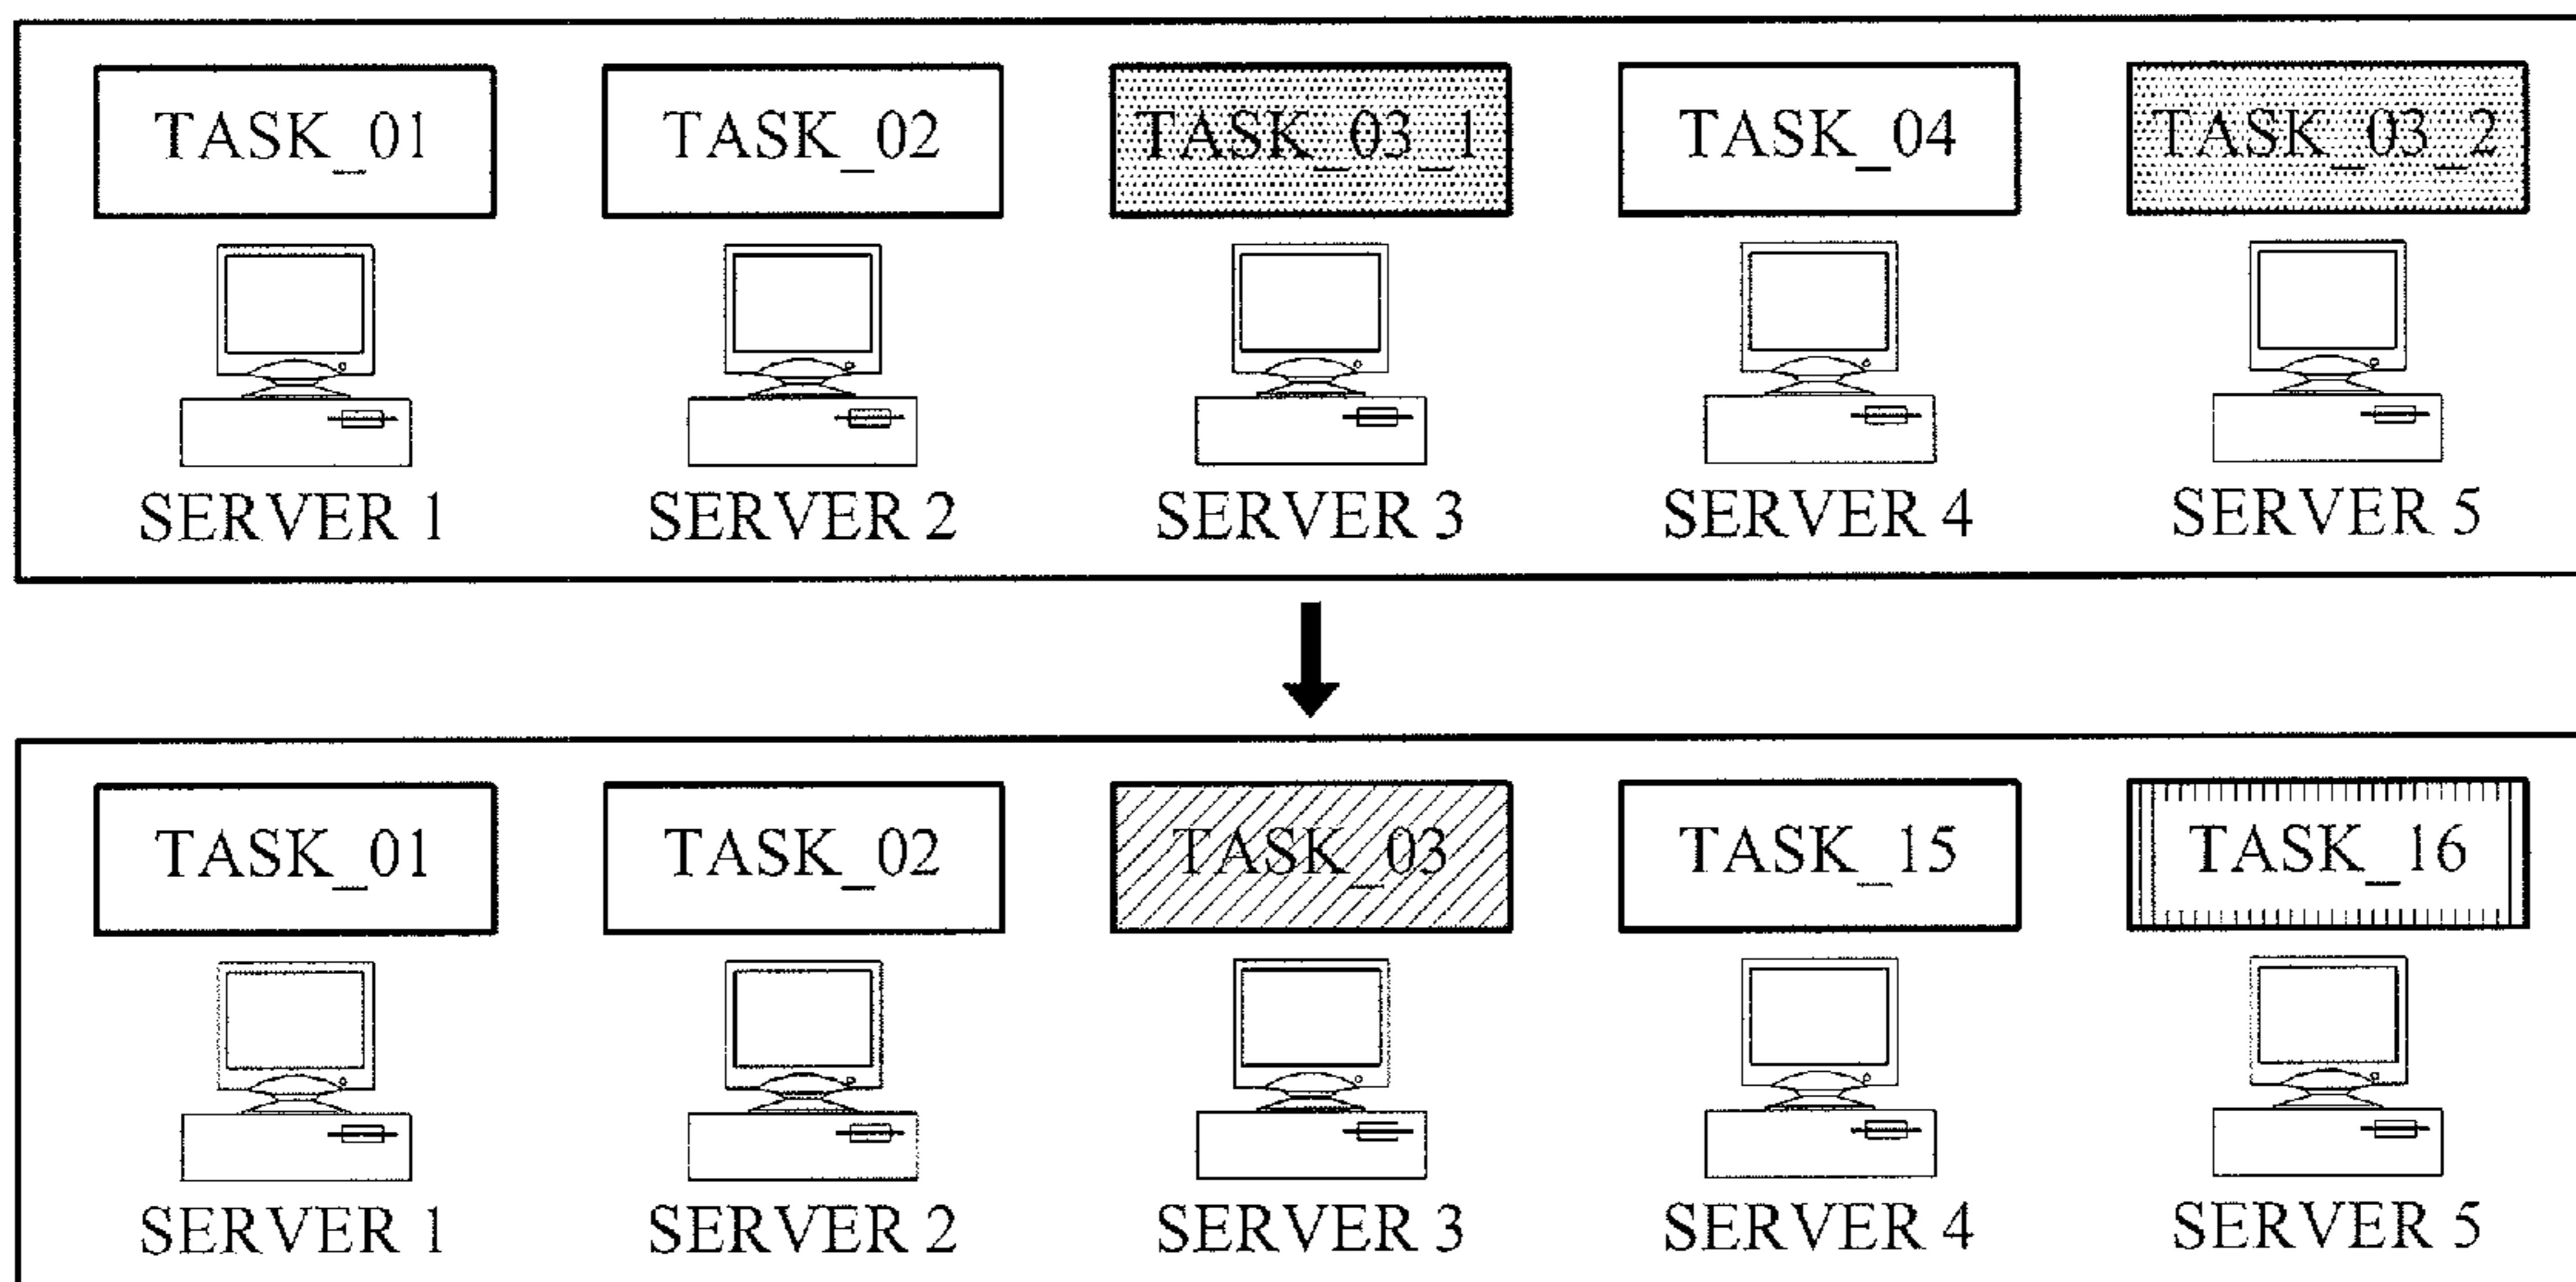 TASK_01 TASK_02 TASK_03_1 TASK_04 TASK_03_2
SERVER 1 SERVER 2 SERVER 3 SERVER 4 SERVER 5
TASK_01 TASK_02 TASK_03 TASK_15 TASK_16
SERVER 1 SERVER 2 SERVER 3 SERVER 4 SERVER 5